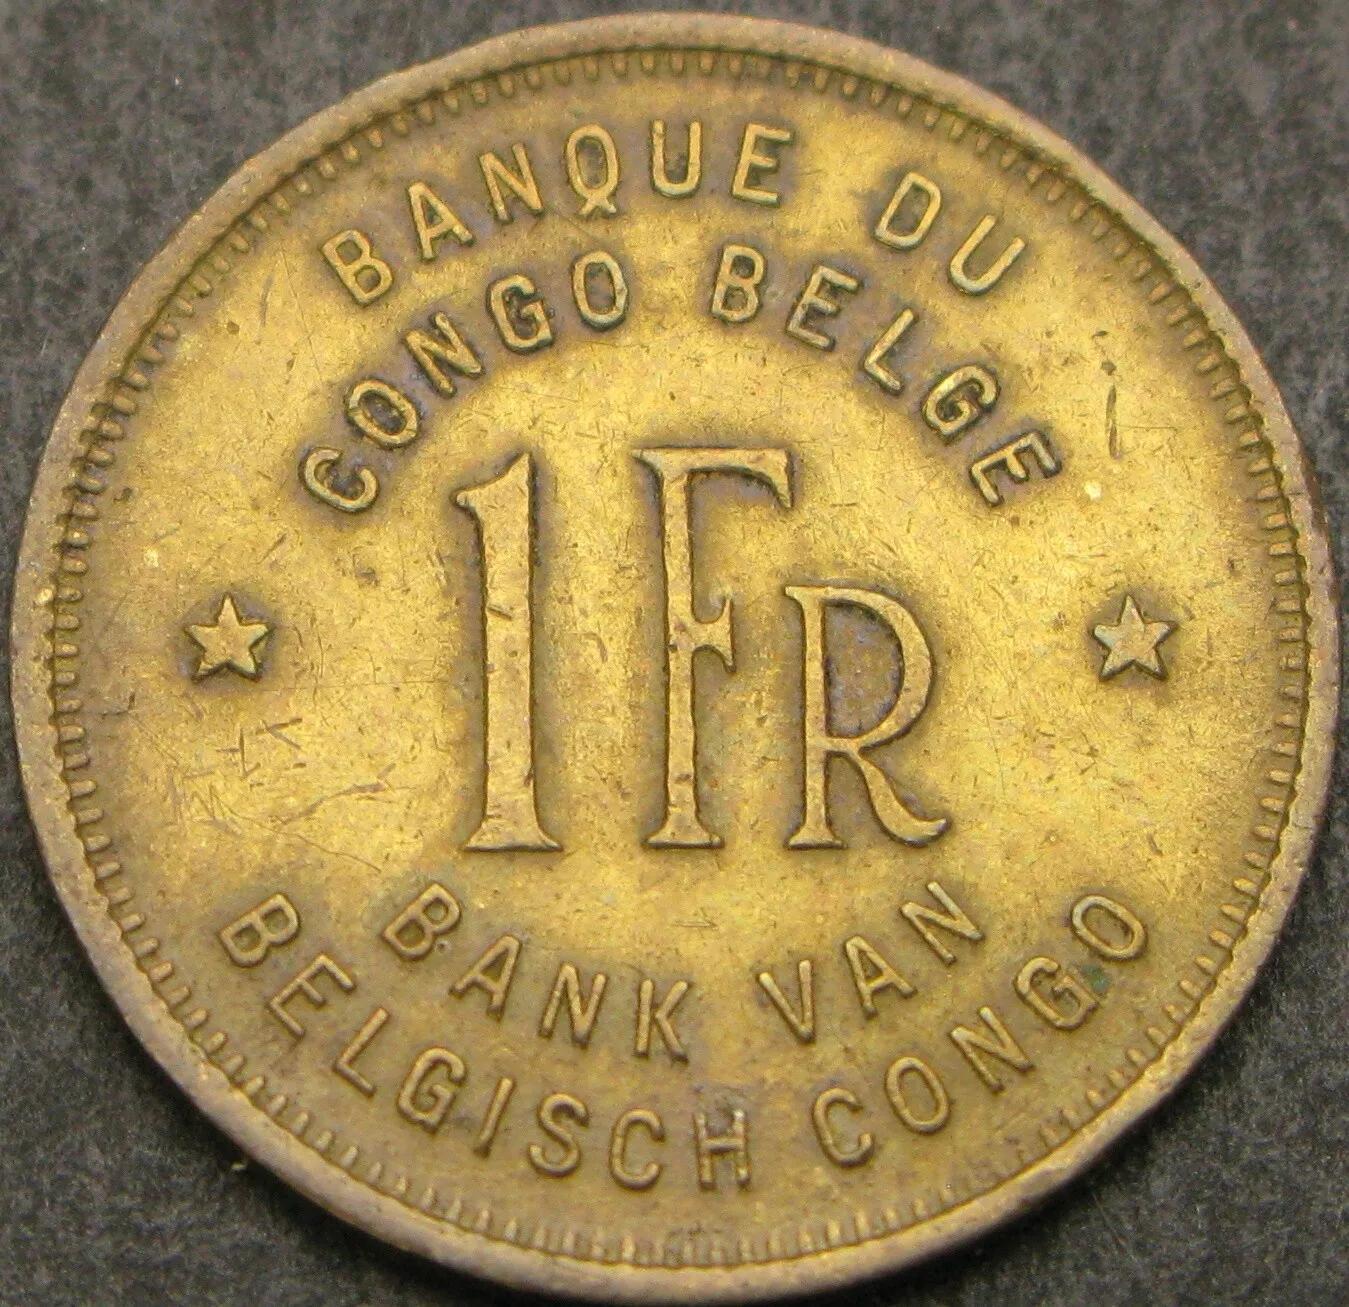 BANQUE DU
CONGO BELGE
1 FR
BANK VAN
BELGISCH CONGO